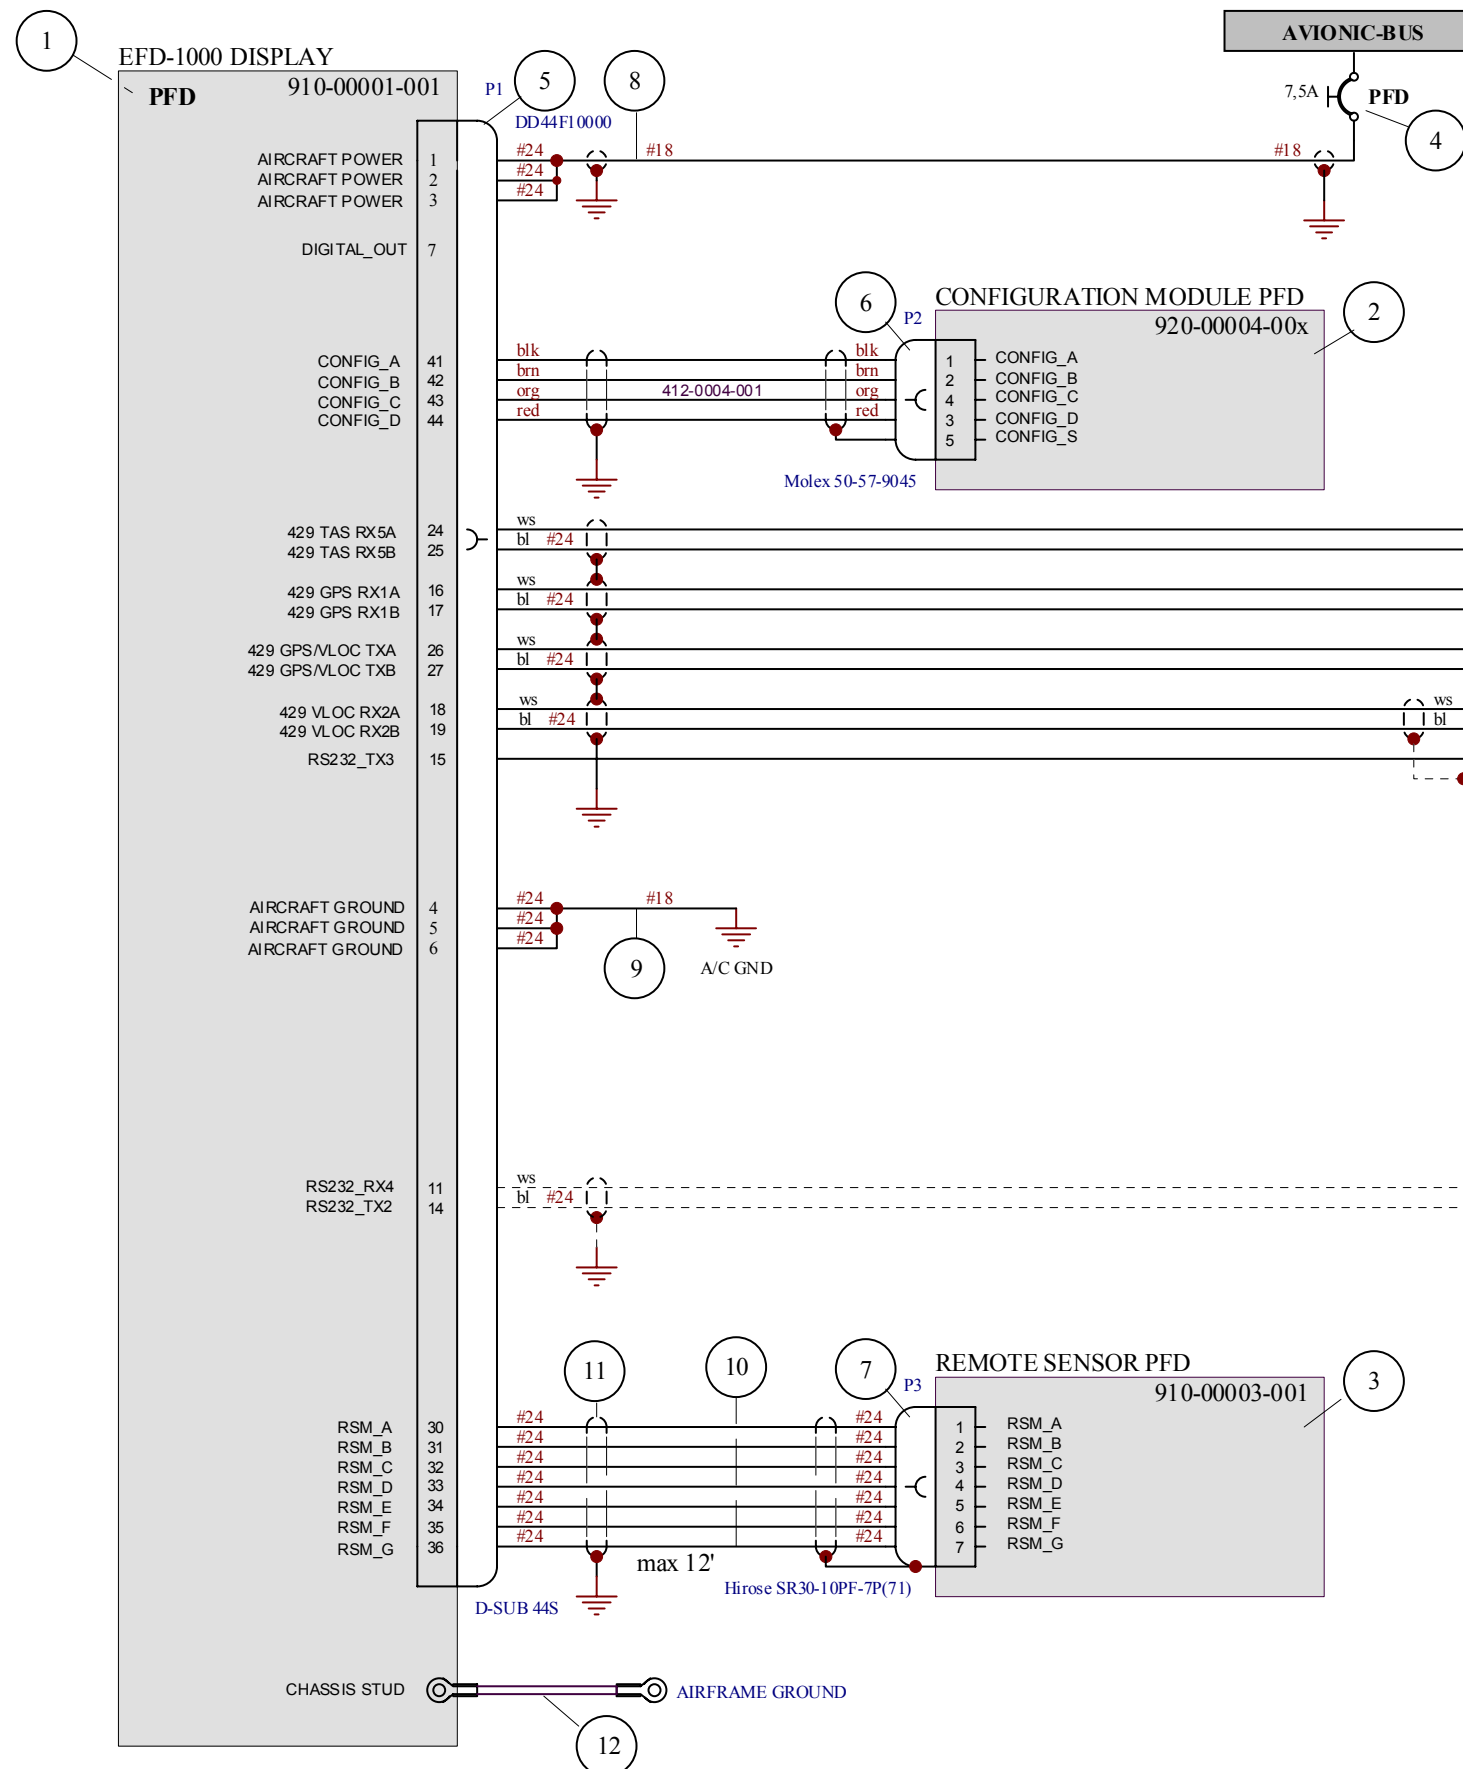 AVIONIC-BUS
1
EFD-1000 DISPLAY
PFD
910-00001-001
P1
5
8
DD44F10000
7,5A
PFD
4
AIRCRAFT POWER 1 #24 #18 #18
AIRCRAFT POWER 2 #24
AIRCRAFT POWER 3 #24
DIGITAL_OUT 7
6
P2
CONFIGURATION MODULE PFD
920-00004-00x
2
CONFIG_A 41 blk blk 1 CONFIG_A
CONFIG_B 42 brn brn 2 CONFIG_B
CONFIG_C 43 org 412-0004-001 org 4 CONFIG_C
CONFIG_D 44 red red 3 CONFIG_D
5 CONFIG_S
Molex 50-57-9045
429 TAS RX5A 24 ws
429 TAS RX5B 25 bl #24
429 GPS RX1A 16 ws
429 GPS RX1B 17 bl #24
429 GPS/VLOC TXA 26 ws
429 GPS/VLOC TXB 27 bl #24
429 VLOC RX2A 18 ws ws
429 VLOC RX2B 19 bl #24 bl
RS232_TX3 15
AIRCRAFT GROUND 4 #24 #18
AIRCRAFT GROUND 5 #24
AIRCRAFT GROUND 6 #24
9
A/C GND
RS232_RX4 11 ws
RS232_TX2 14 bl #24
11
10
7
P3
REMOTE SENSOR PFD
910-00003-001
3
RSM_A 30 #24 #24 1 RSM_A
RSM_B 31 #24 #24 2 RSM_B
RSM_C 32 #24 #24 3 RSM_C
RSM_D 33 #24 #24 4 RSM_D
RSM_E 34 #24 #24 5 RSM_E
RSM_F 35 #24 #24 6 RSM_F
RSM_G 36 #24 #24 7 RSM_G
max 12'
Hirose SR30-10PF-7P(71)
D-SUB 44S
CHASSIS STUD
AIRFRAME GROUND
12